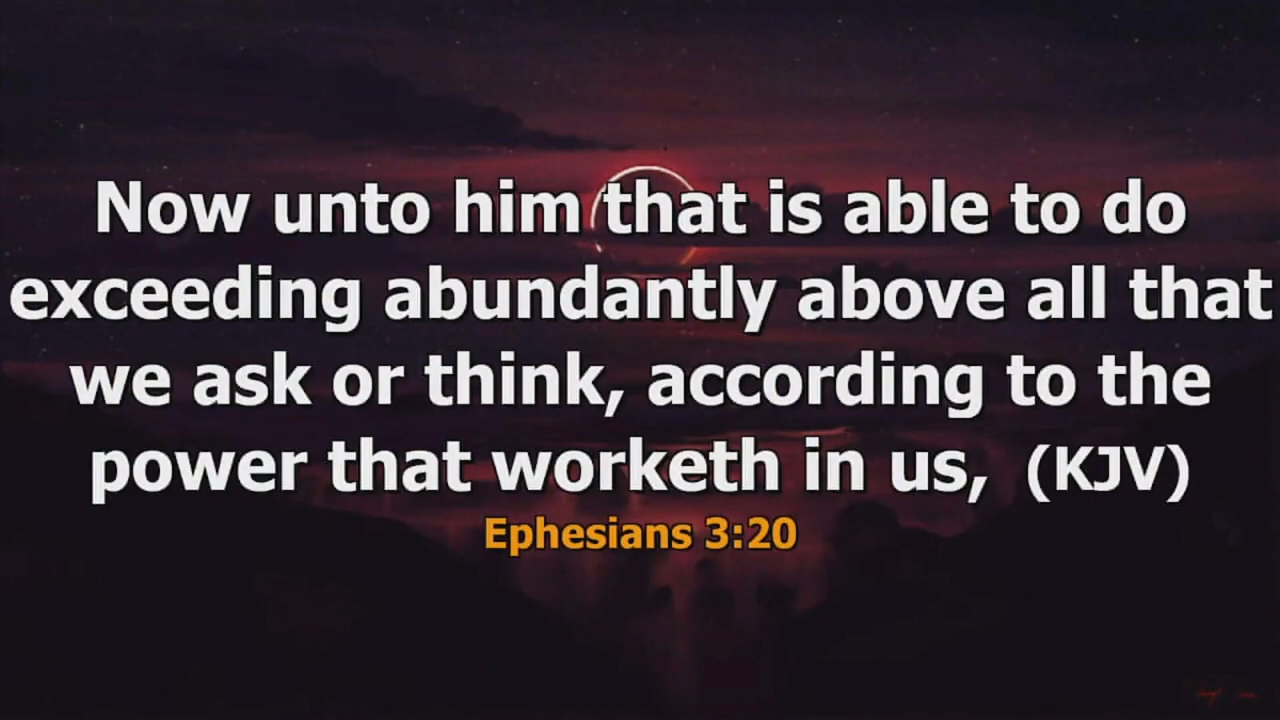 Now unto him that is able to do
exceeding abundantly above all that
we ask or think, according to the
power that worketh in us, (KJV)
Ephesians 3:20